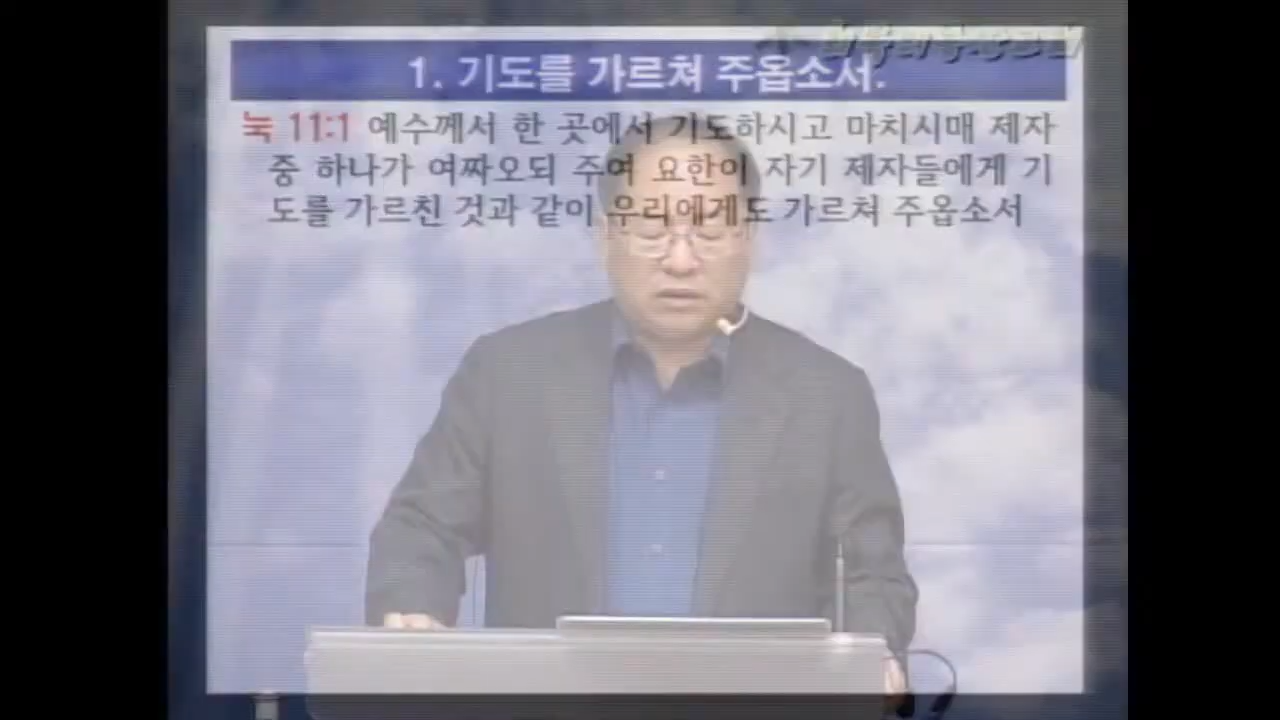 1. 기도를 가르쳐 주옵소서.
눅 11:1 예수께서 한 곳에서 기도하시고 마치시매 제자
중 하나가 여짜오되 주여 요한이 자기 제자들에게 기
도를 가르친 것과 같이 우리에게도 가르쳐 주옵소서